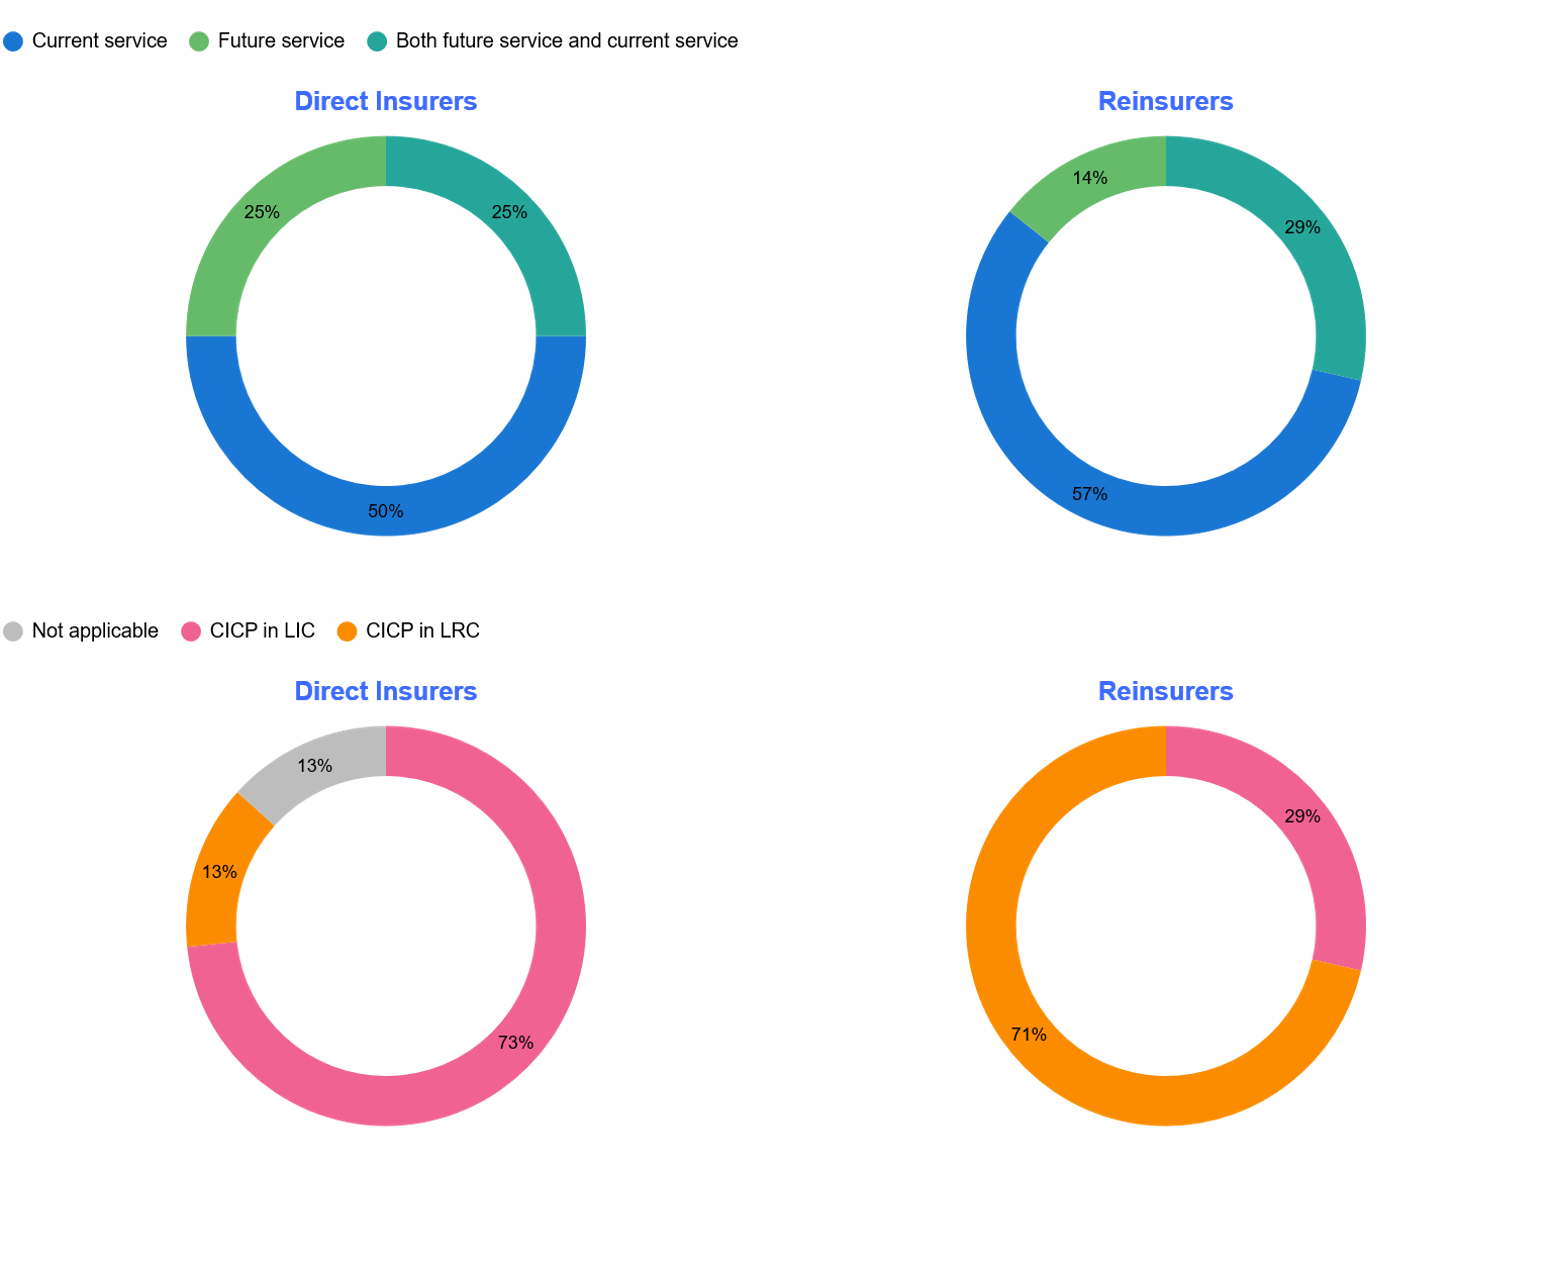 Current service Future service Both future service and current service
Direct Insurers Reinsurers
14%
25% 25% 29%
57%
50%
Not applicable CICP in LIC CICP in LRC
Direct Insurers Reinsurers
13%
29%
13%
71%
73%